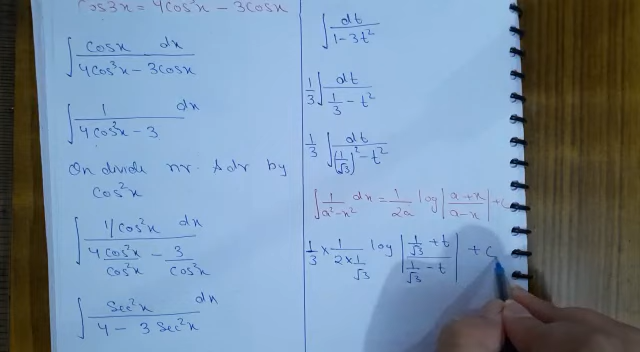 Cos3x = 4Cos³x - 3cosx
∫ Cosx dx / 4Cos³x - 3Cosx
∫ 1 dx / 4Cos²x - 3
On divide nr. & dr by
Cos²x
∫ 1/Cos²x dx / 4Cos²x/Cos²x - 3/Cos²x
∫ Sec²x dx / 4 - 3Sec²x
∫ dt / 1 - 3t²
1/3 ∫ dt / 1/3 - t²
1/3 ∫ dt / (1/√3)² - t²
∫ 1/a²-x² dx = 1/2a log |a+x/a-x| + c
1/3 × 1/2×1/√3 log |1/√3 + t / 1/√3 - t| + C